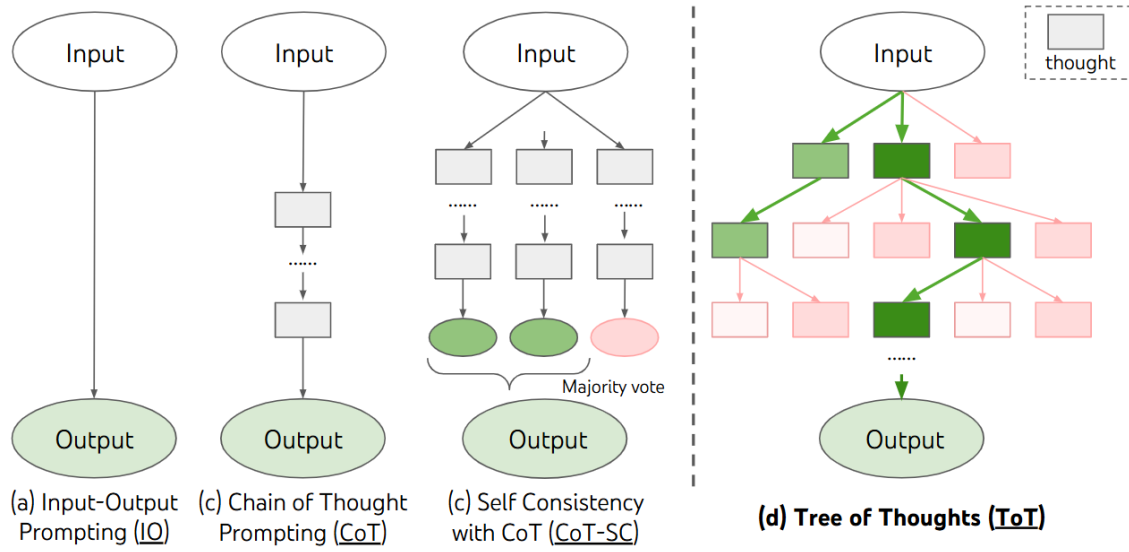 Input
Input
Input
Input
thought
......
......
......
......
......
Majority vote
Output
Output
Output
Output
(a) Input-Output
Prompting (IO)
(c) Chain of Thought
Prompting (CoT)
(c) Self Consistency
with CoT (CoT-SC)
(d) Tree of Thoughts (ToT)